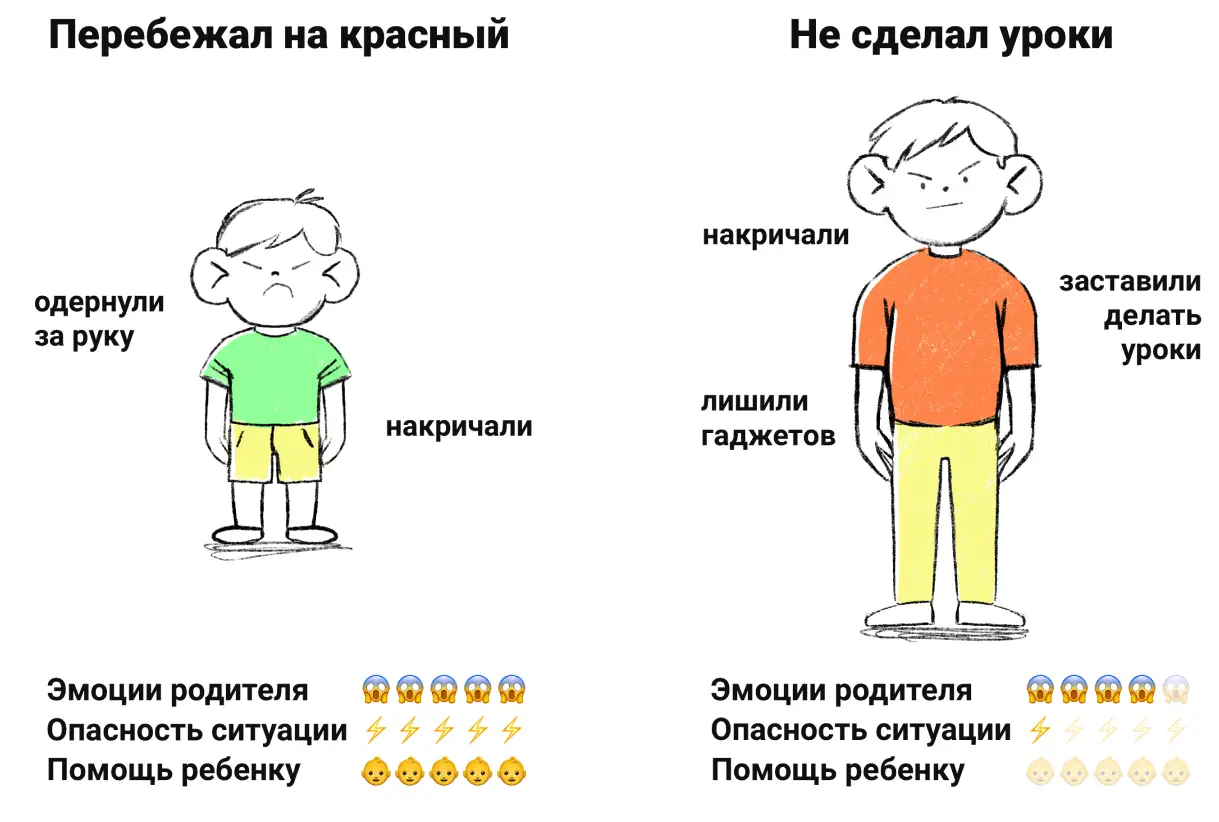 Перебежал на красный
одернули
за руку
накричали
Эмоции родителя 😱😱😱😱😱
Опасность ситуации ⚡⚡⚡⚡⚡
Помощь ребенку 👶👶👶👶👶
Не сделал уроки
накричали
заставили
делать
уроки
лишили
гаджетов
Эмоции родителя 😱😱😱😱😱
Опасность ситуации ⚡⚡⚡⚡⚡
Помощь ребенку 👶👶👶👶👶